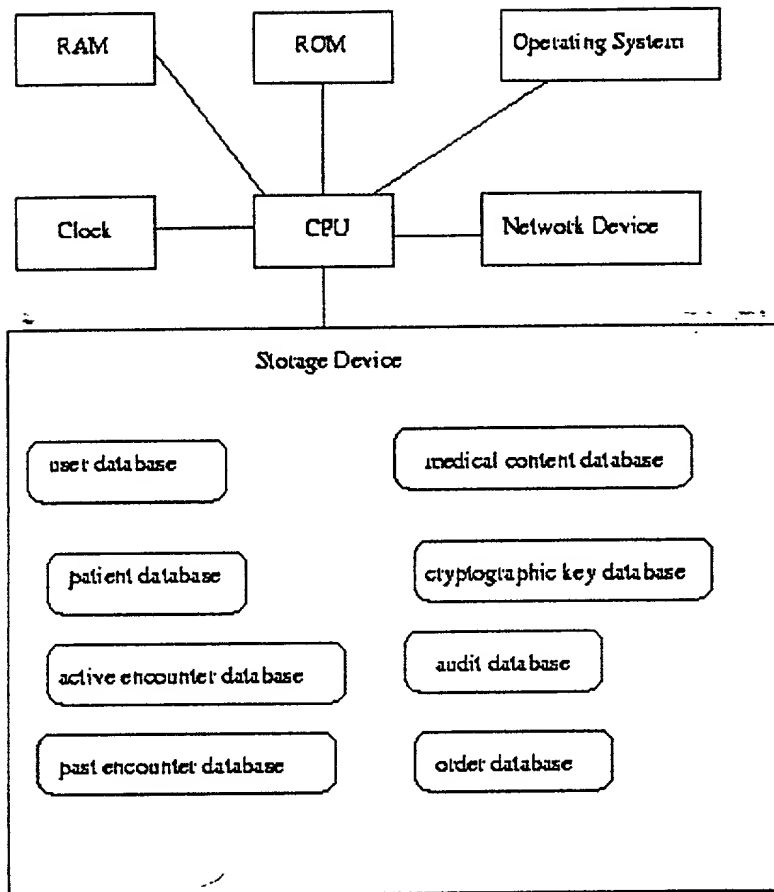 RAM
ROM
Operating System
Clock
CPU
Network Device
Storage Device
user database
medical content database
patient database
cryptographic key database
active encounter database
audit database
past encounter database
order database